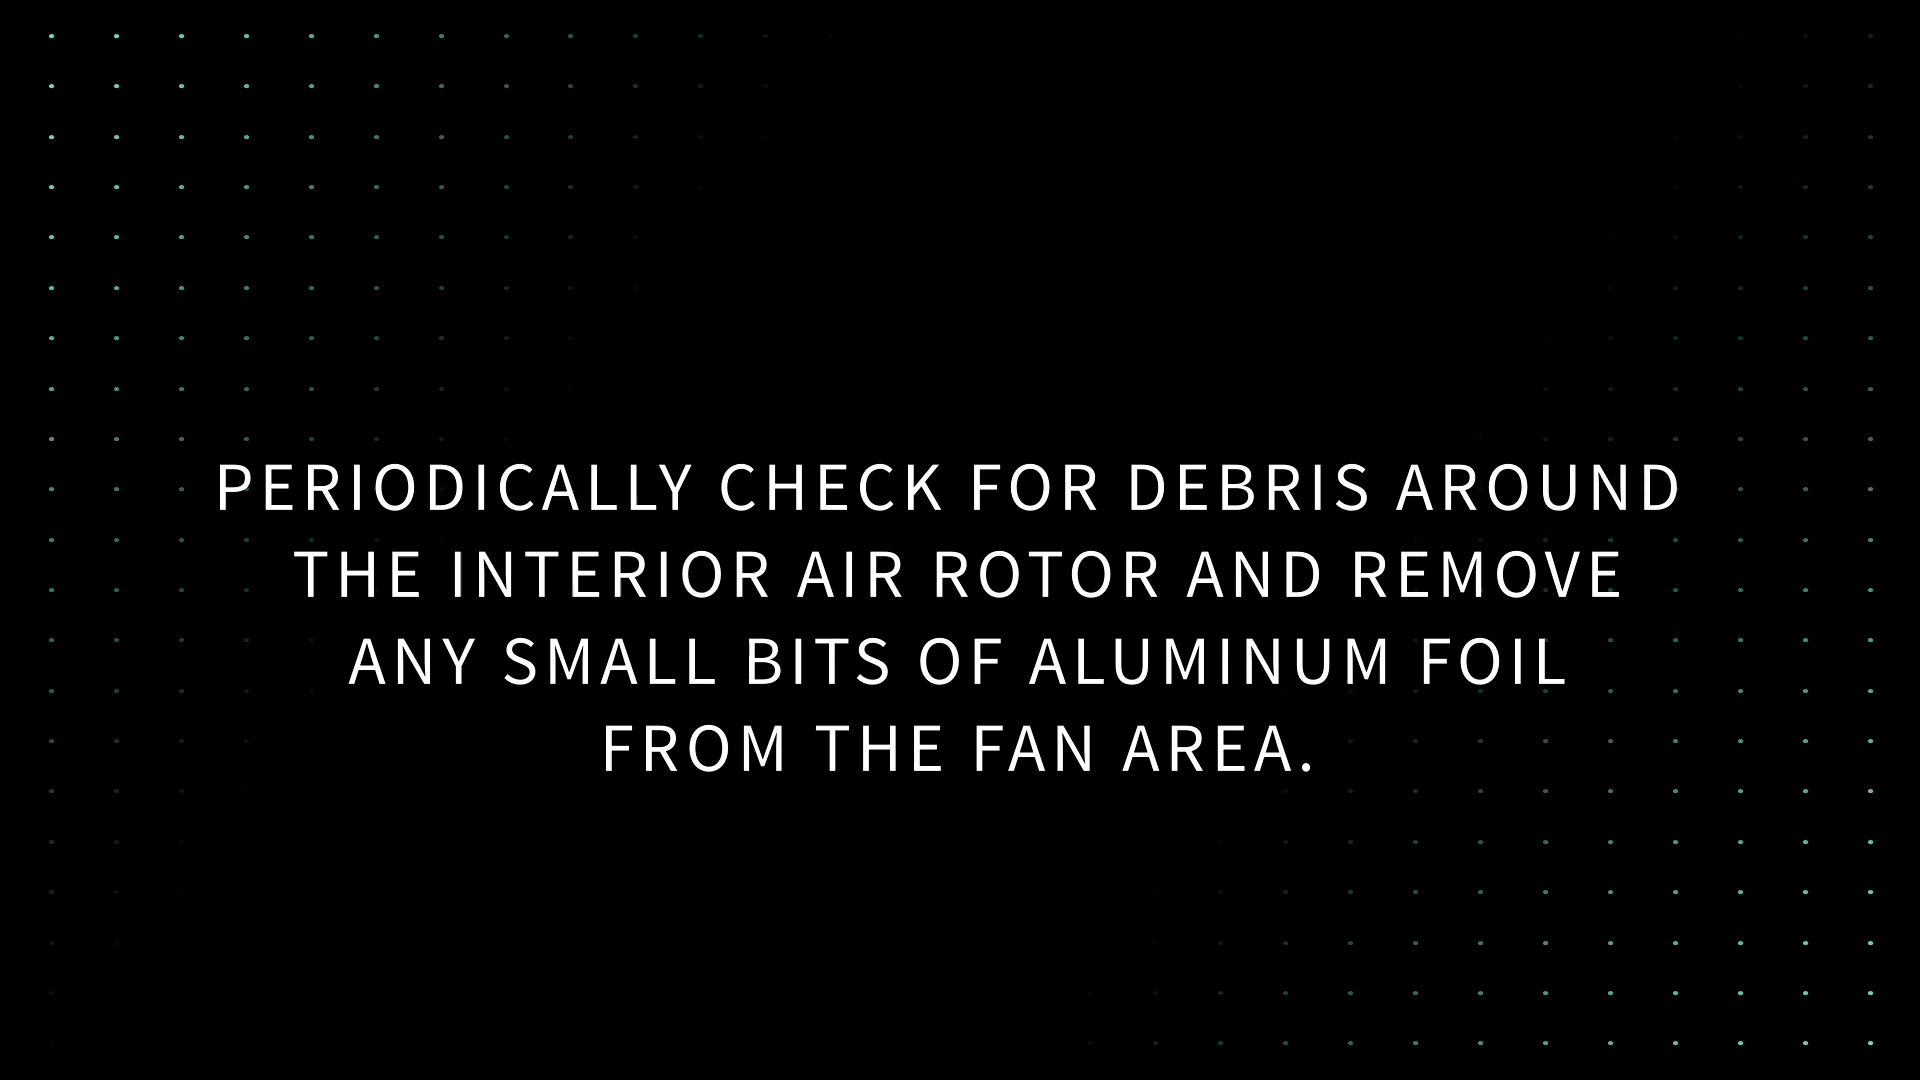 PERIODICALLY CHECK FOR DEBRIS AROUND
THE INTERIOR AIR ROTOR AND REMOVE
ANY SMALL BITS OF ALUMINUM FOIL
FROM THE FAN AREA.